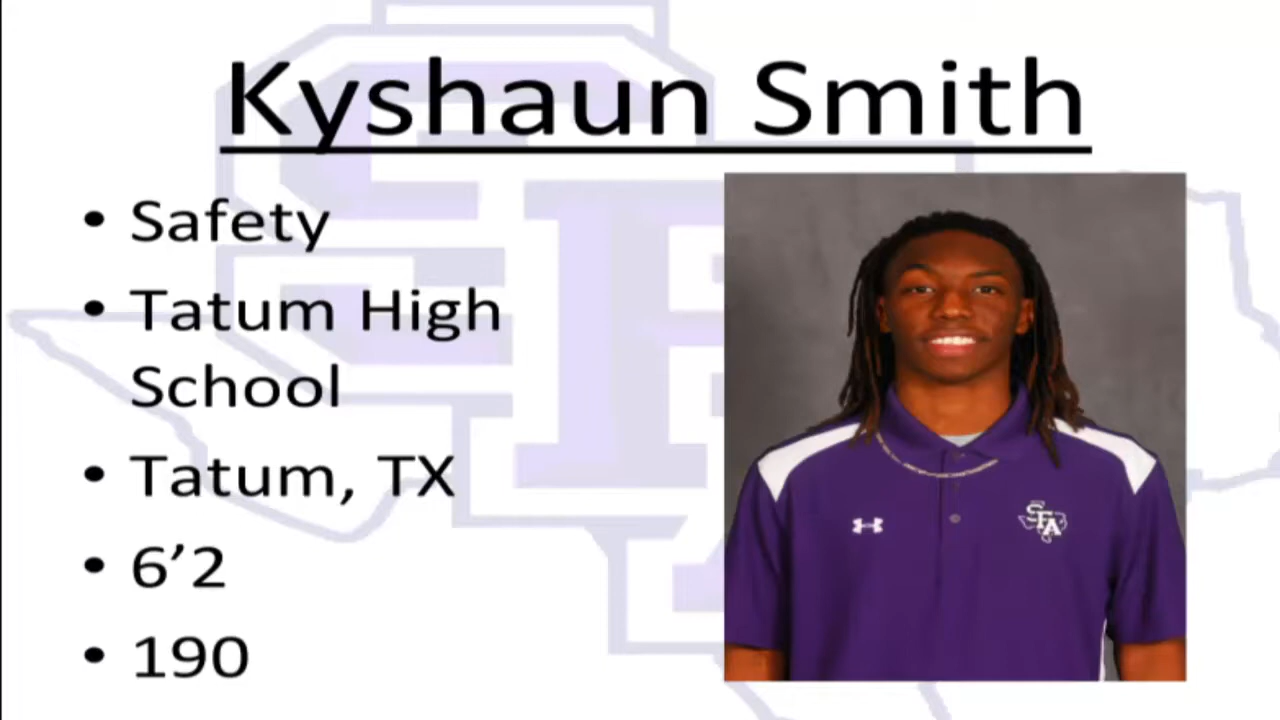 Kyshaun Smith
• Safety
• Tatum High
School
• Tatum, TX
• 6’2
• 190
SFA